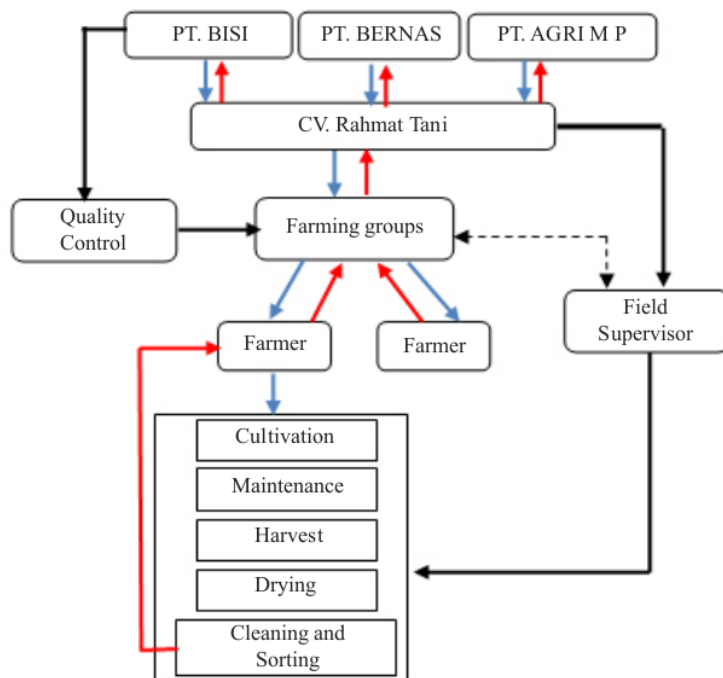 PT. BISI
PT. BERNAS
PT. AGRI M P
CV. Rahmat Tani
Quality
Control
Farming groups
Field
Supervisor
Farmer
Farmer
Cultivation
Maintenance
Harvest
Drying
Cleaning and
Sorting